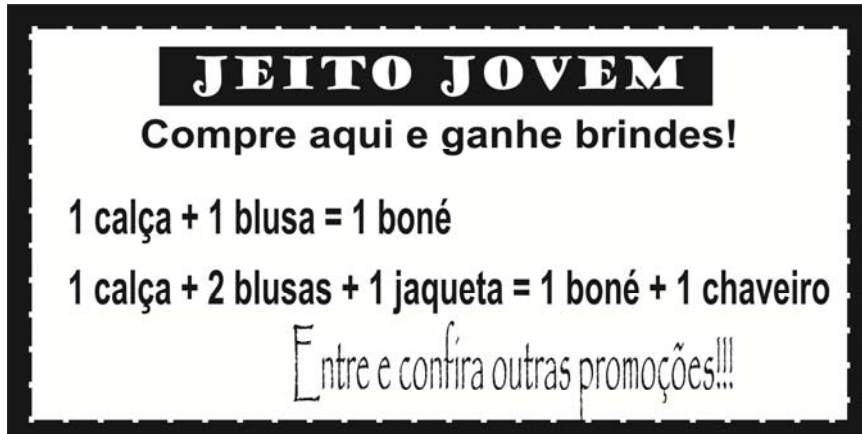 JEITO JOVEM
Compre aqui e ganhe brindes!
1 calça + 1 blusa = 1 boné
1 calça + 2 blusas + 1 jaqueta = 1 boné + 1 chaveiro
Entre e confira outras promoções!!!